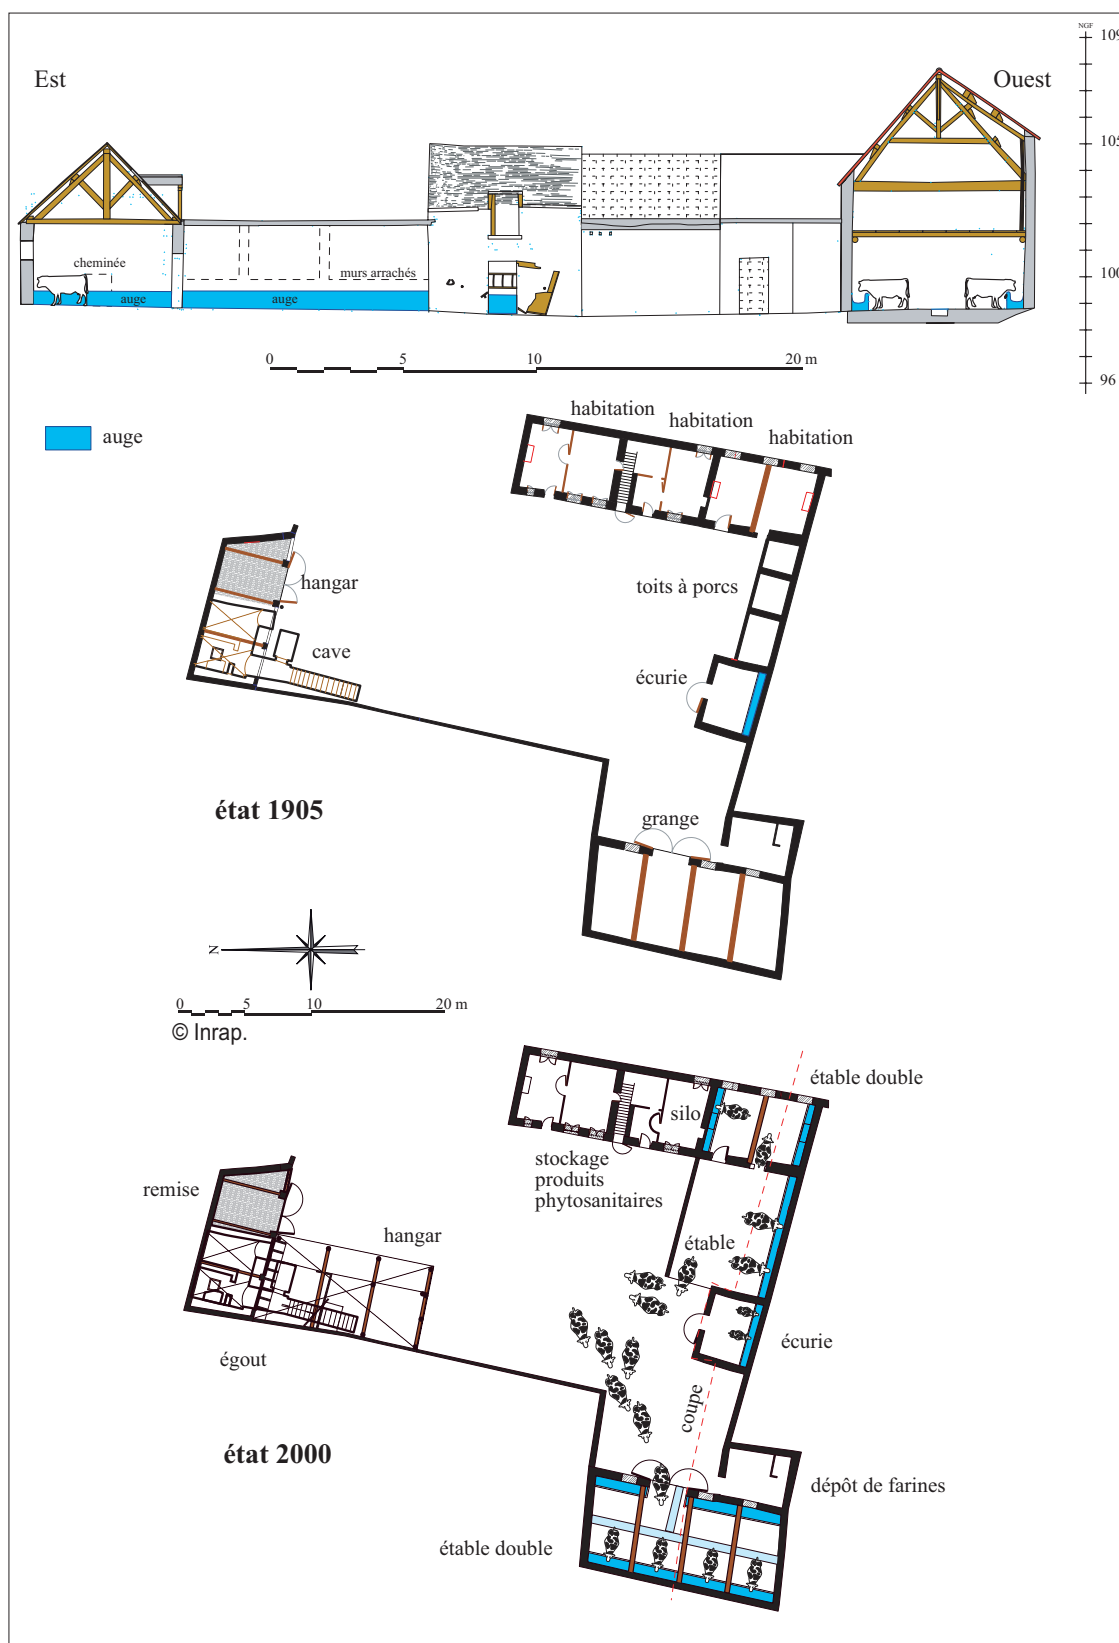 NGF
109
Est
Ouest
105
cheminée
murs arrachés
100
auge
auge
0 5 10 20 m
96
auge
habitation
habitation
habitation
hangar
toits à porcs
cave
écurie
état 1905
grange
N
0 5 10 20 m
© Inrap.
étable double
silo
stockage
produits
phytosanitaires
remise
hangar
étable
écurie
égout
coupe
état 2000
dépôt de farines
étable double